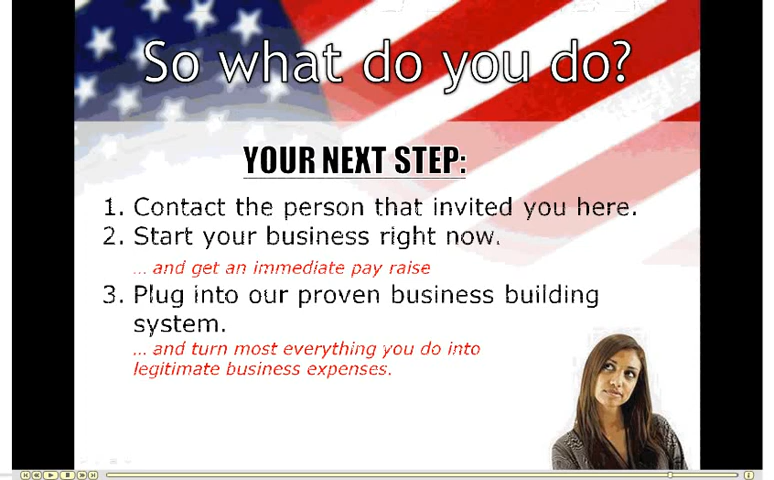 So what do you do?
YOUR NEXT STEP:
1. Contact the person that invited you here.
2. Start your business right now.
... and get an immediate pay raise
3. Plug into our proven business building
system.
... and turn most everything you do into
legitimate business expenses.